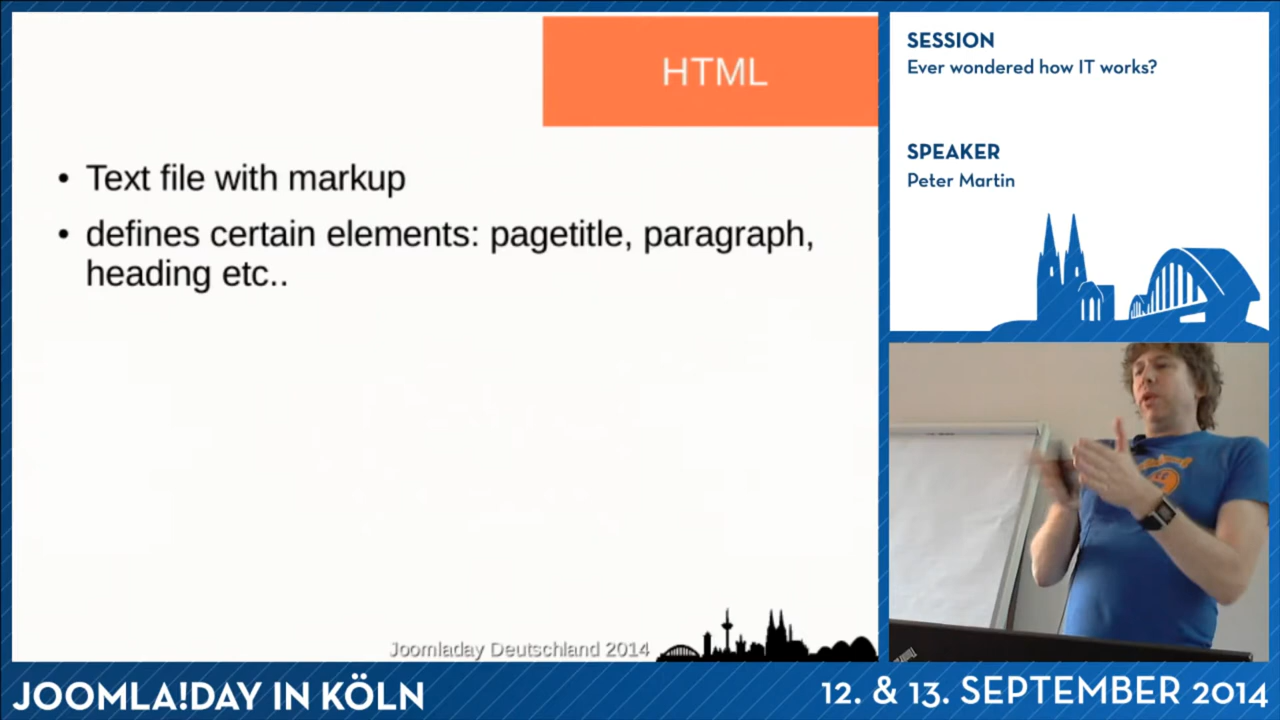 HTML
• Text file with markup
• defines certain elements: pagetitle, paragraph,
heading etc..
Joomladay Deutschland 2014
SESSION
Ever wondered how IT works?
SPEAKER
Peter Martin
JOOMLA!DAY IN KÖLN
12. & 13. SEPTEMBER 2014